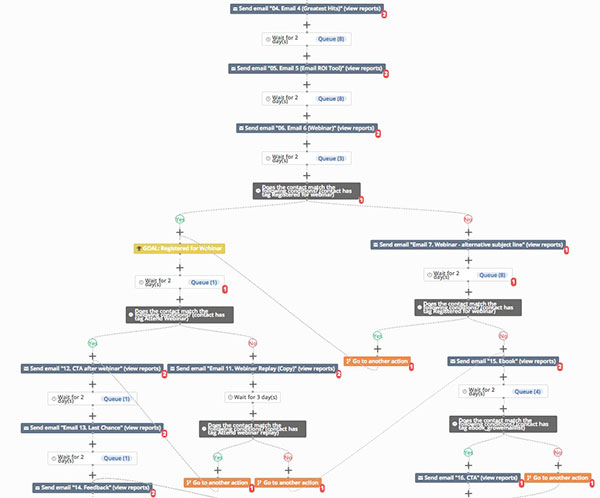 Send email "04. Email 4 (Greatest Hits)" (view reports)
2
Wait for 2
day(s)
Queue (8)
Send email "05. Email 5 (Email ROI Tool)" (view reports)
2
Wait for 2
day(s)
Queue (8)
Send email "06. Email 6 (Webinar)" (view reports)
2
Wait for 2
day(s)
Queue (3)
Does the contact match the
following conditions? (contact has
tag Registered for webinar)
1
Yes
No
GOAL: Registered for Webinar
Send email "Email 7. Webinar - alternative subject line" (view reports)
1
Wait for 2
day(s)
Queue (1)
1
Wait for 2
day(s)
Queue (8)
1
Does the contact match the
following conditions? (contact has
tag Attend Webinar)
Does the contact match the
following conditions? (contact has
tag Registered for webinar)
Yes
No
Yes
No
Go to another action
1
Send email "12. CTA after webinar" (view reports)
2
Send email "Email 11. Webinar Replay (Copy)" (view reports)
2
Send email "15. Ebook" (view reports)
2
Wait for 2
day(s)
Queue (1)
Wait for 3 day(s)
Wait for 2
day(s)
Queue (4)
Send email "Email 13. Last Chance" (view reports)
2
Does the contact match the
following conditions? (contact has
tag Attend webinar replay)
Does the contact match the
following conditions? (contact has
Wait for 2
day(s)
Queue (1)
Yes
No
Yes
No
Send email "14. Feedback" (view reports)
2
Go to another action
1
Go to another action
1
Send email "16. CTA" (view reports)
1
Go to another action
1